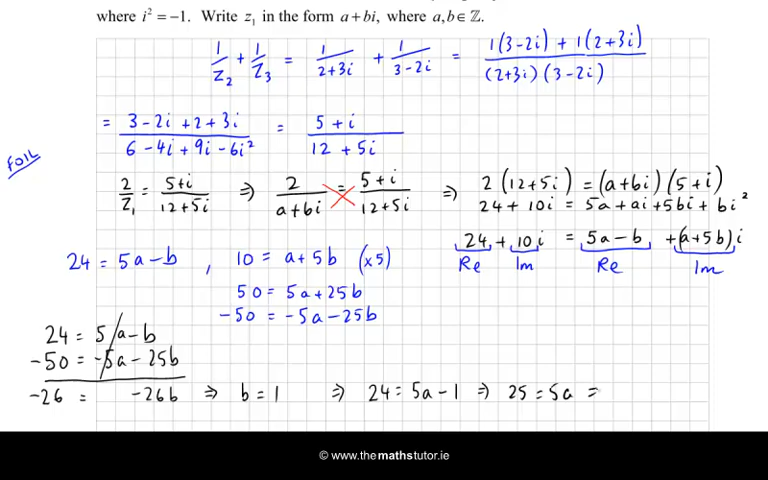 where i² = −1. Write z₁ in the form a + bi, where a, b ∈ ℤ.
1/Z₂ + 1/Z₃ = 1/(2+3i) + 1/(3-2i) = (1(3-2i) + 1(2+3i))/((2+3i)(3-2i))
= (3-2i+2+3i)/(6-4i+9i-6i²) = (5+i)/(12+5i)
FOIL
2/Z₁ = (5+i)/(12+5i) ⇒ 2/(a+bi) = (5+i)/(12+5i) ⇒ 2(12+5i) = (a+bi)(5+i)
24+10i = 5a+ai+5bi+bi²
24+10i = 5a-b +(a+5b)i
Re Im Re Im
24 = 5a-b , 10 = a+5b (x5)
50 = 5a+25b
-50 = -5a-25b
24 = 5a-b
-50 = -5a-25b
-26 = -26b ⇒ b=1 ⇒ 24=5a-1 ⇒ 25=5a =
© www.themathstutor.ie